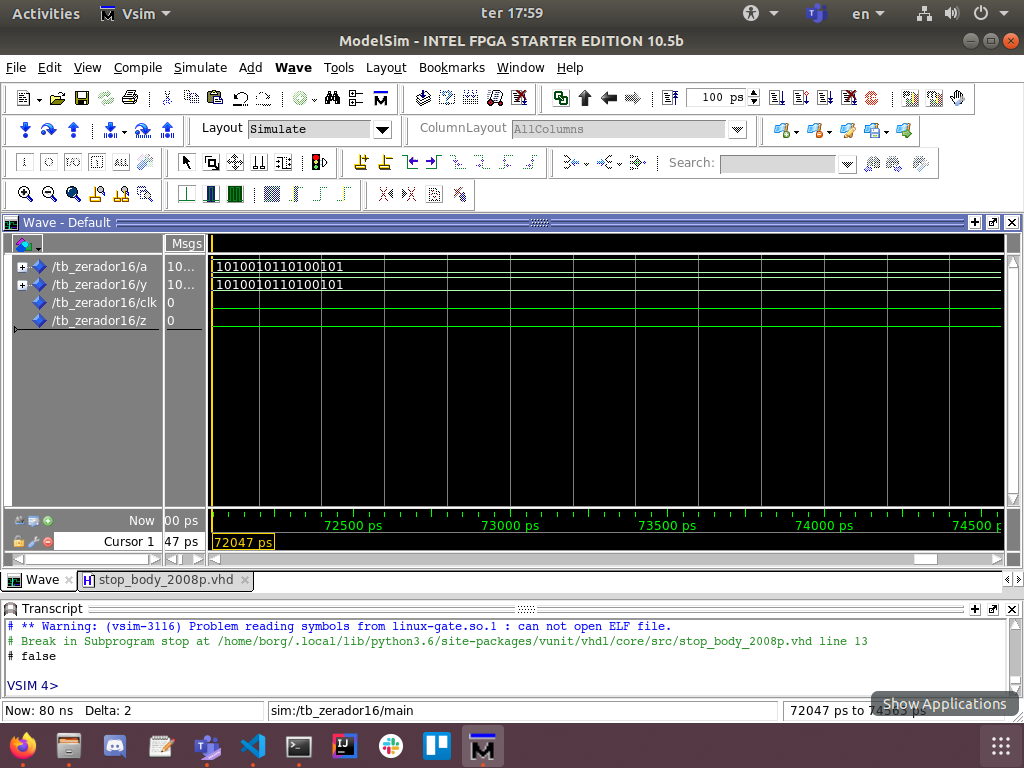 Activities Vsim ter 17:59 en
ModelSim - INTEL FPGA STARTER EDITION 10.5b
File Edit View Compile Simulate Add Wave Tools Layout Bookmarks Window Help
100 ps
Layout Simulate ColumnLayout AllColumns
Search:
Wave - Default
Msgs
/tb_zerador16/a 10... 1010010110100101
/tb_zerador16/y 10... 1010010110100101
/tb_zerador16/clk 0
/tb_zerador16/z 0
Now 00 ps 72500 ps 73000 ps 73500 ps 74000 ps 74500 p
Cursor 1 47 ps 72047 ps
Wave stop_body_2008p.vhd
Transcript
# ** Warning: (vsim-3116) Problem reading symbols from linux-gate.so.1 : can not open ELF file.
# Break in Subprogram stop at /home/borg/.local/lib/python3.6/site-packages/vunit/vhdl/core/src/stop_body_2008p.vhd line 13
# false
VSIM 4>
Show Applications
Now: 80 ns Delta: 2 sim:/tb_zerador16/main 72047 ps to